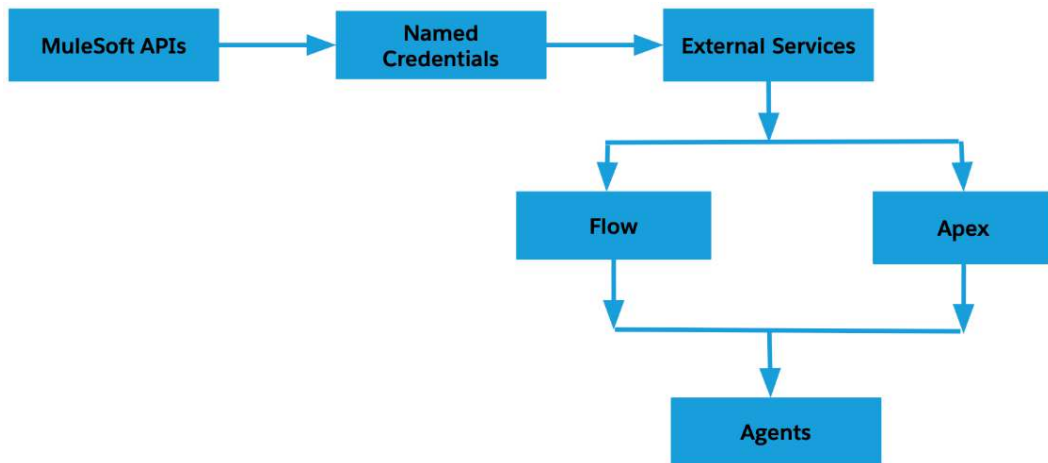 MuleSoft APIs
Named
Credentials
External Services
Flow
Apex
Agents